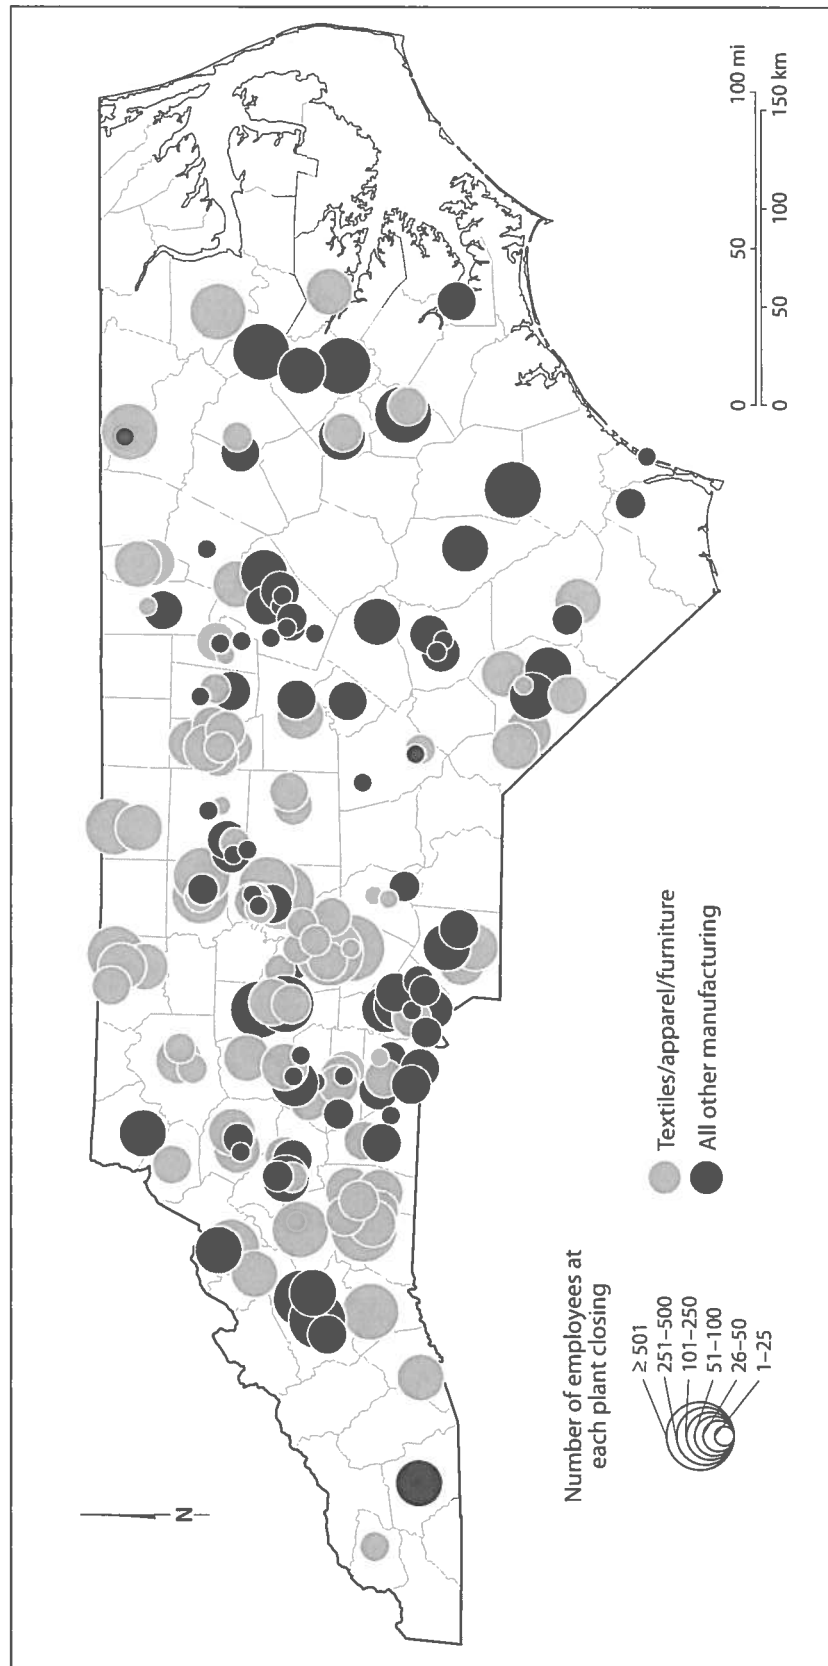 N
Number of employees at
each plant closing
≥ 501
251–500
101–250
51–100
26–50
1–25
Textiles/apparel/furniture
All other manufacturing
0 50 100 mi
0 50 100 150 km